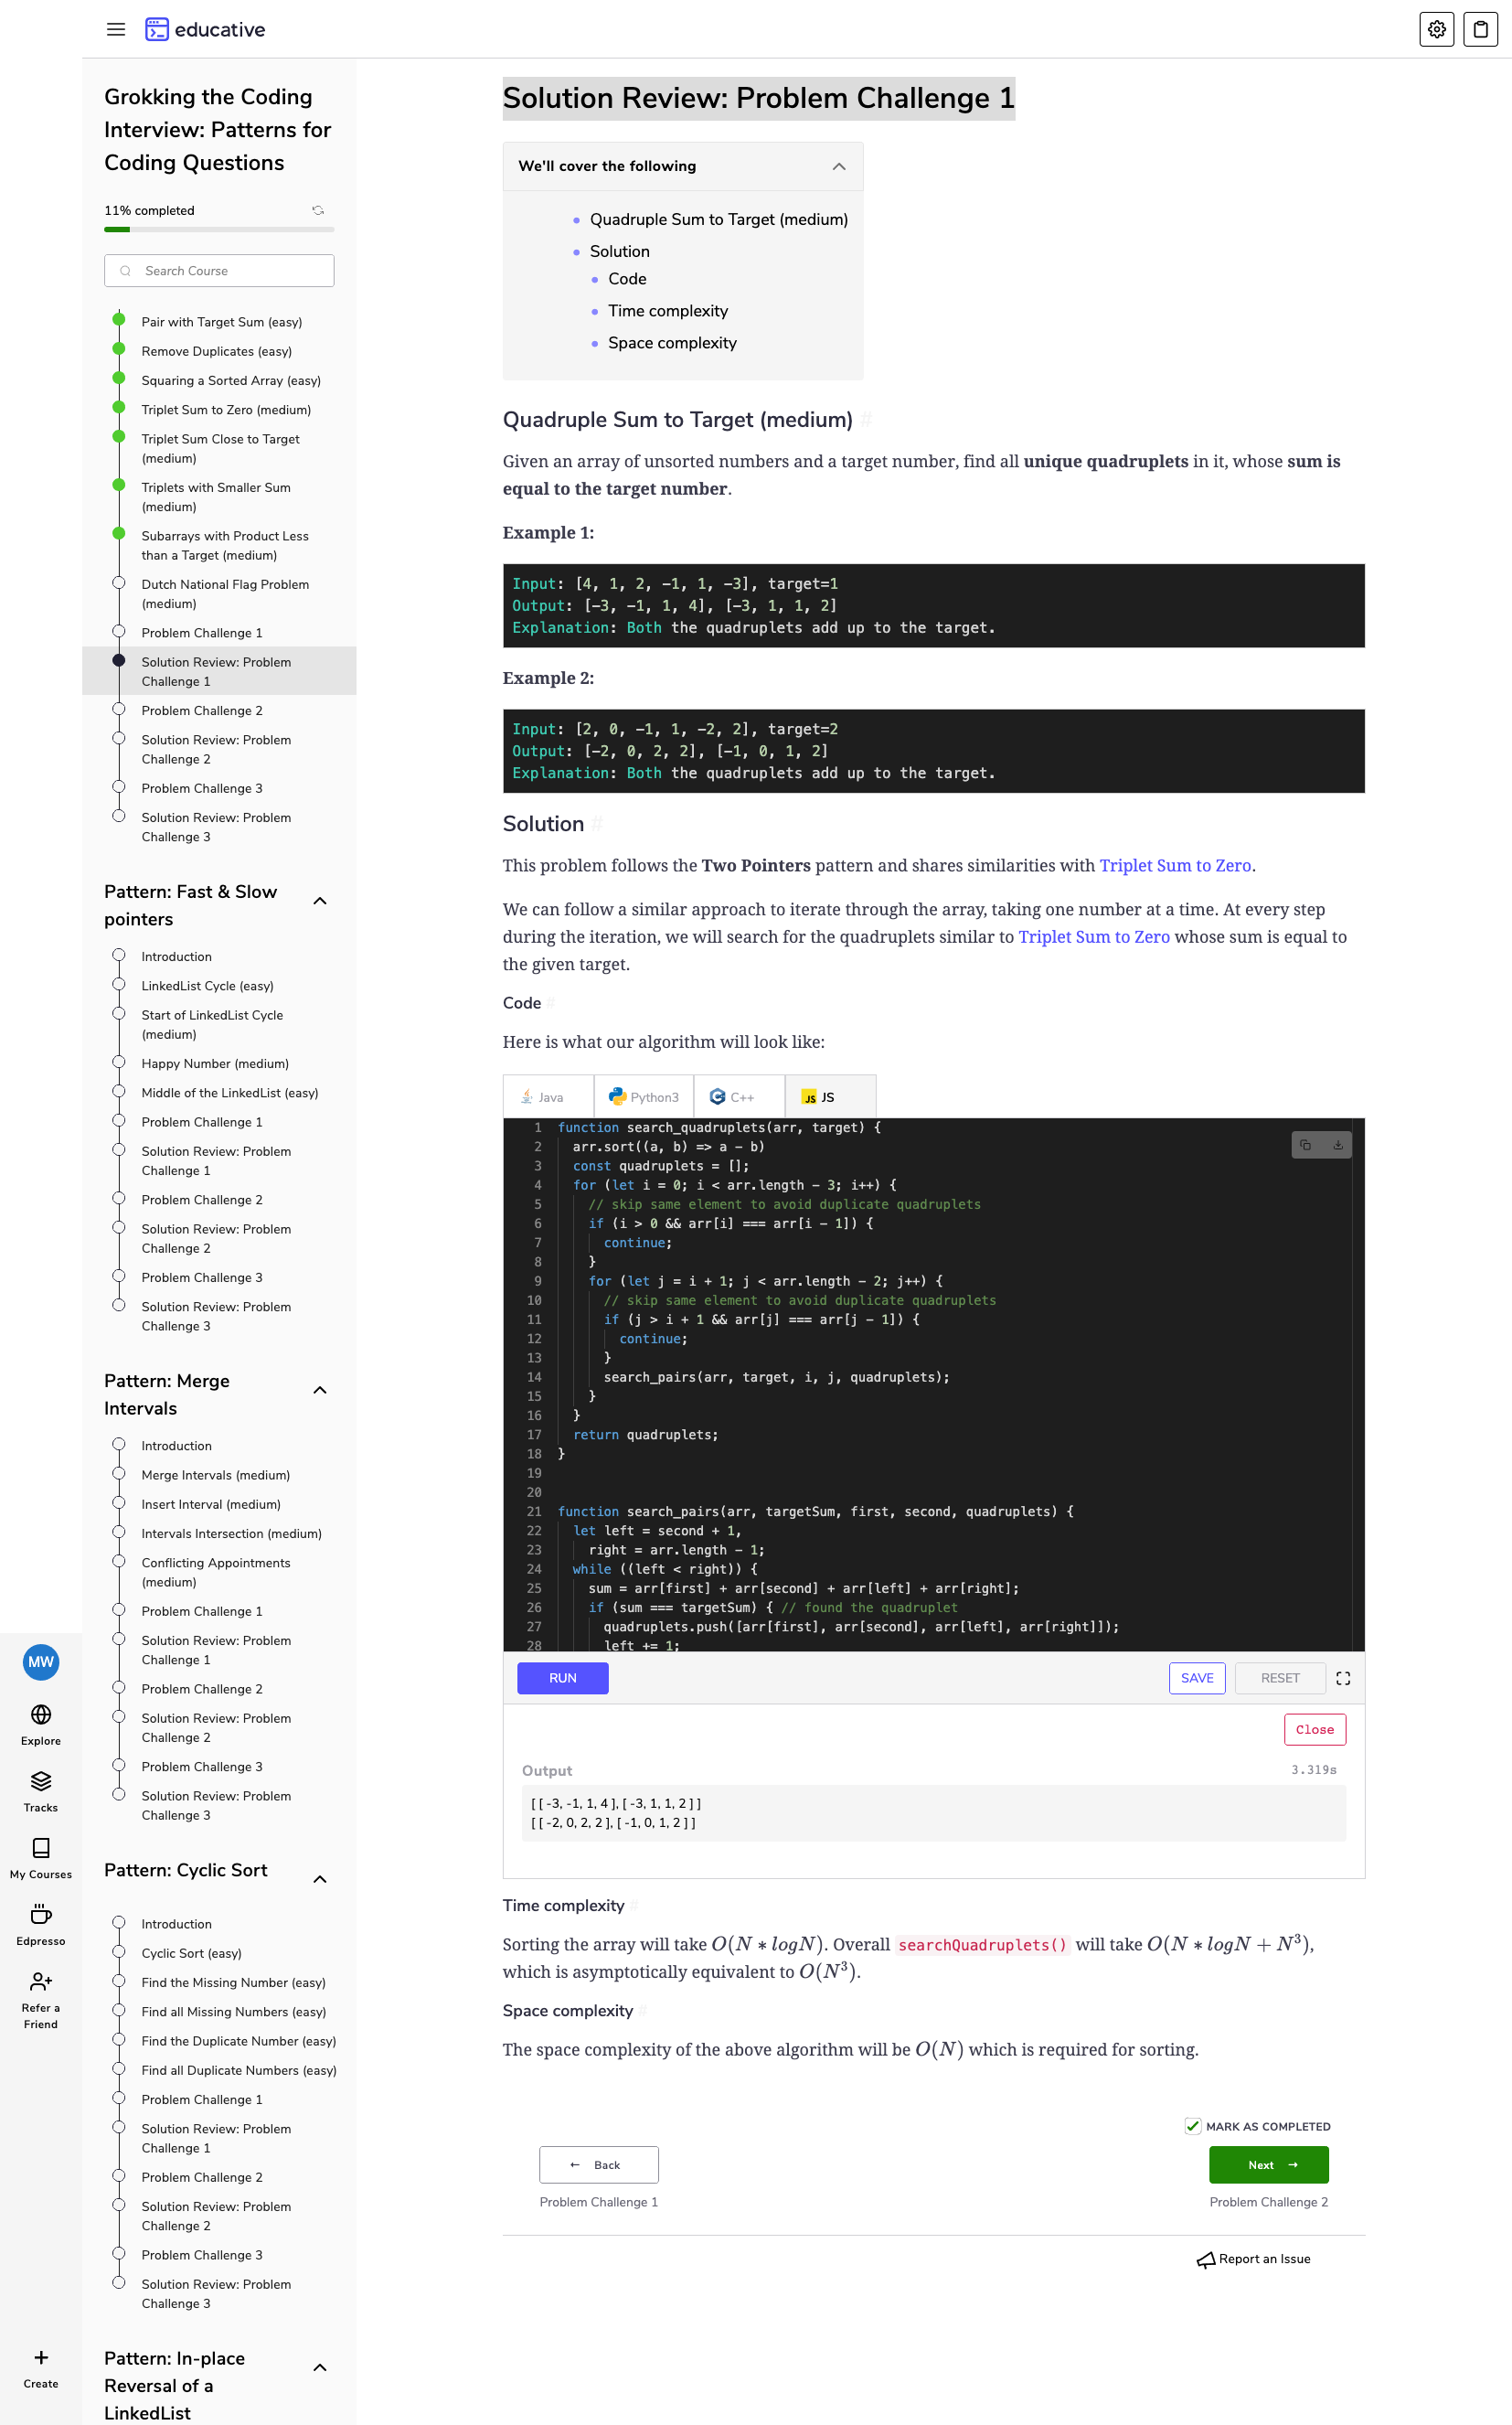 educative
Grokking the Coding
Interview: Patterns for
Coding Questions
11% completed
Search Course
Pair with Target Sum (easy)
Remove Duplicates (easy)
Squaring a Sorted Array (easy)
Triplet Sum to Zero (medium)
Triplet Sum Close to Target
(medium)
Triplets with Smaller Sum
(medium)
Subarrays with Product Less
than a Target (medium)
Dutch National Flag Problem
(medium)
Problem Challenge 1
Solution Review: Problem
Challenge 1
Problem Challenge 2
Solution Review: Problem
Challenge 2
Problem Challenge 3
Solution Review: Problem
Challenge 3
Pattern: Fast & Slow
pointers
Introduction
LinkedList Cycle (easy)
Start of LinkedList Cycle
(medium)
Happy Number (medium)
Middle of the LinkedList (easy)
Problem Challenge 1
Solution Review: Problem
Challenge 1
Problem Challenge 2
Solution Review: Problem
Challenge 2
Problem Challenge 3
Solution Review: Problem
Challenge 3
Pattern: Merge
Intervals
Introduction
Merge Intervals (medium)
Insert Interval (medium)
Intervals Intersection (medium)
Conflicting Appointments
(medium)
Problem Challenge 1
Solution Review: Problem
Challenge 1
Problem Challenge 2
Solution Review: Problem
Challenge 2
Problem Challenge 3
Solution Review: Problem
Challenge 3
Pattern: Cyclic Sort
Introduction
Cyclic Sort (easy)
Find the Missing Number (easy)
Find all Missing Numbers (easy)
Find the Duplicate Number (easy)
Find all Duplicate Numbers (easy)
Problem Challenge 1
Solution Review: Problem
Challenge 1
Problem Challenge 2
Solution Review: Problem
Challenge 2
Problem Challenge 3
Solution Review: Problem
Challenge 3
Pattern: In-place
Reversal of a
LinkedList
MW
Explore
Tracks
My Courses
Edpresso
Refer a
Friend
+
Create
Solution Review: Problem Challenge 1
We'll cover the following
Quadruple Sum to Target (medium)
Solution
Code
Time complexity
Space complexity
Quadruple Sum to Target (medium) #
Given an array of unsorted numbers and a target number, find all unique quadruplets in it, whose sum is
equal to the target number.
Example 1:
Input: [4, 1, 2, -1, 1, -3], target=1
Output: [-3, -1, 1, 4], [-3, 1, 1, 2]
Explanation: Both the quadruplets add up to the target.
Example 2:
Input: [2, 0, -1, 1, -2, 2], target=2
Output: [-2, 0, 2, 2], [-1, 0, 1, 2]
Explanation: Both the quadruplets add up to the target.
Solution #
This problem follows the Two Pointers pattern and shares similarities with Triplet Sum to Zero.
We can follow a similar approach to iterate through the array, taking one number at a time. At every step
during the iteration, we will search for the quadruplets similar to Triplet Sum to Zero whose sum is equal to
the given target.
Code #
Here is what our algorithm will look like:
Java Python3 C++ JS JS
1 function search_quadruplets(arr, target) {
2 arr.sort((a, b) => a - b)
3 const quadruplets = [];
4 for (let i = 0; i < arr.length - 3; i++) {
5 // skip same element to avoid duplicate quadruplets
6 if (i > 0 && arr[i] === arr[i - 1]) {
7 continue;
8 }
9 for (let j = i + 1; j < arr.length - 2; j++) {
10 // skip same element to avoid duplicate quadruplets
11 if (j > i + 1 && arr[j] === arr[j - 1]) {
12 continue;
13 }
14 search_pairs(arr, target, i, j, quadruplets);
15 }
16 }
17 return quadruplets;
18 }
19
20
21 function search_pairs(arr, targetSum, first, second, quadruplets) {
22 let left = second + 1,
23 right = arr.length - 1;
24 while ((left < right)) {
25 sum = arr[first] + arr[second] + arr[left] + arr[right];
26 if (sum === targetSum) { // found the quadruplet
27 quadruplets.push([arr[first], arr[second], arr[left], arr[right]]);
28 left += 1;
RUN
SAVE
RESET
Close
Output
3.319s
[ [ -3, -1, 1, 4 ], [ -3, 1, 1, 2 ] ]
[ [ -2, 0, 2, 2 ], [ -1, 0, 1, 2 ] ]
Time complexity #
Sorting the array will take O(N ∗ logN). Overall searchQuadruplets() will take O(N ∗ logN + N³),
which is asymptotically equivalent to O(N³).
Space complexity #
The space complexity of the above algorithm will be O(N) which is required for sorting.
MARK AS COMPLETED
← Back
Next →
Problem Challenge 1
Problem Challenge 2
Report an Issue